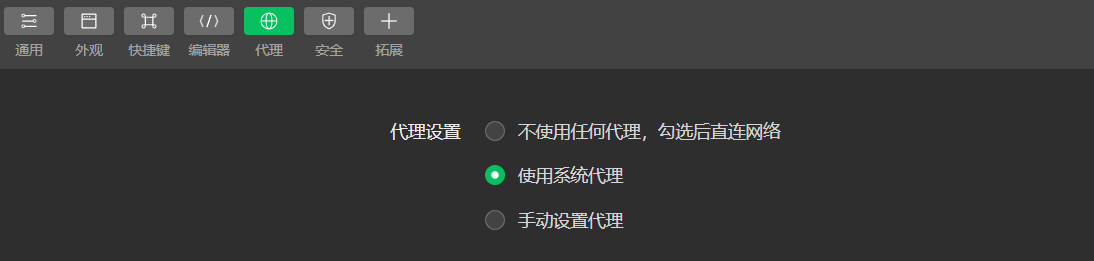 通用 外观 快捷键 编辑器 代理 安全 拓展
代理设置 不使用任何代理，勾选后直连网络
使用系统代理
手动设置代理